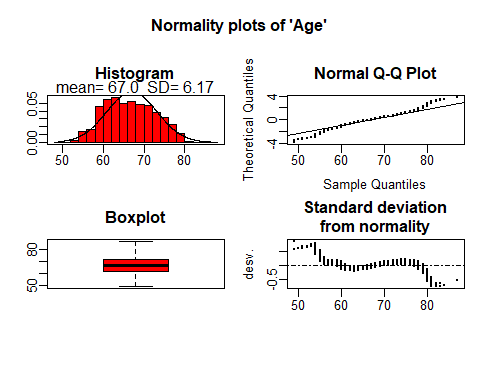 Normality plots of 'Age'
Histogram
mean= 67.0 SD= 6.17
0.00 0.05
50 60 70 80
Normal Q-Q Plot
Theoretical Quantiles
-4 0 4
50 60 70 80
Sample Quantiles
Boxplot
50 80
Standard deviation
from normality
desv.
-0.5
50 60 70 80